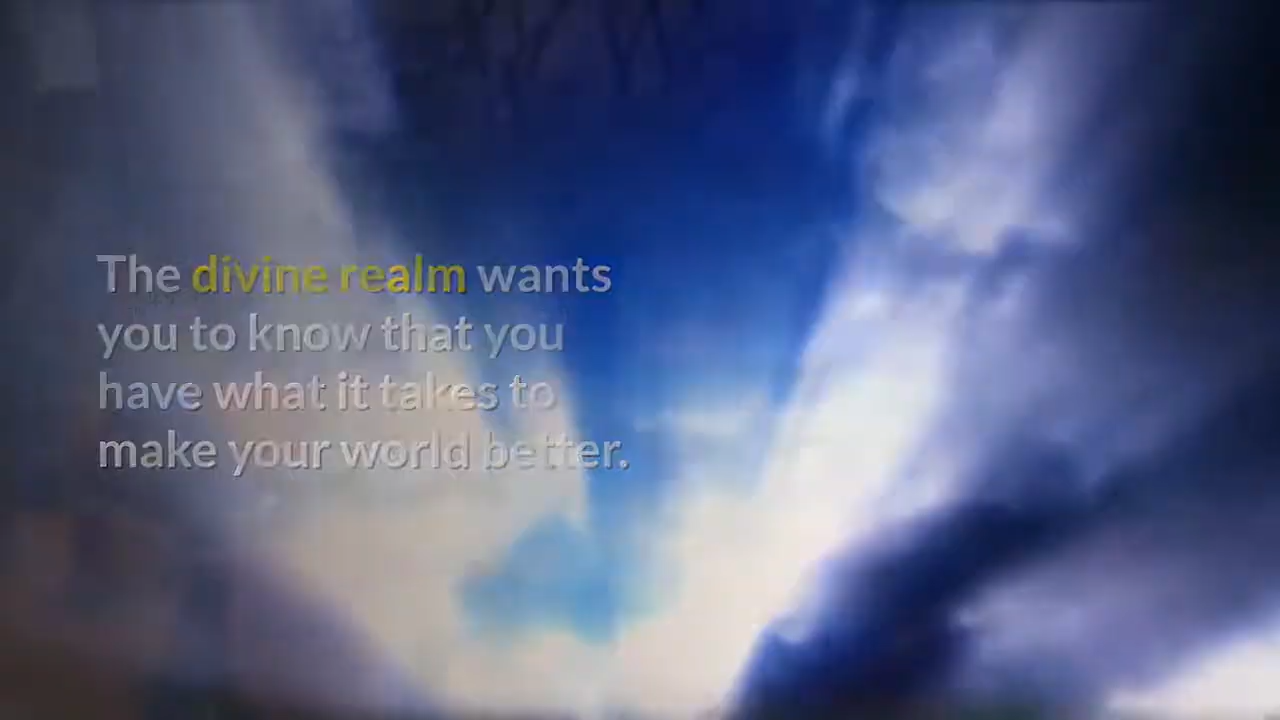 The divine realm wants
you to know that you
have what it takes to
make your world better.